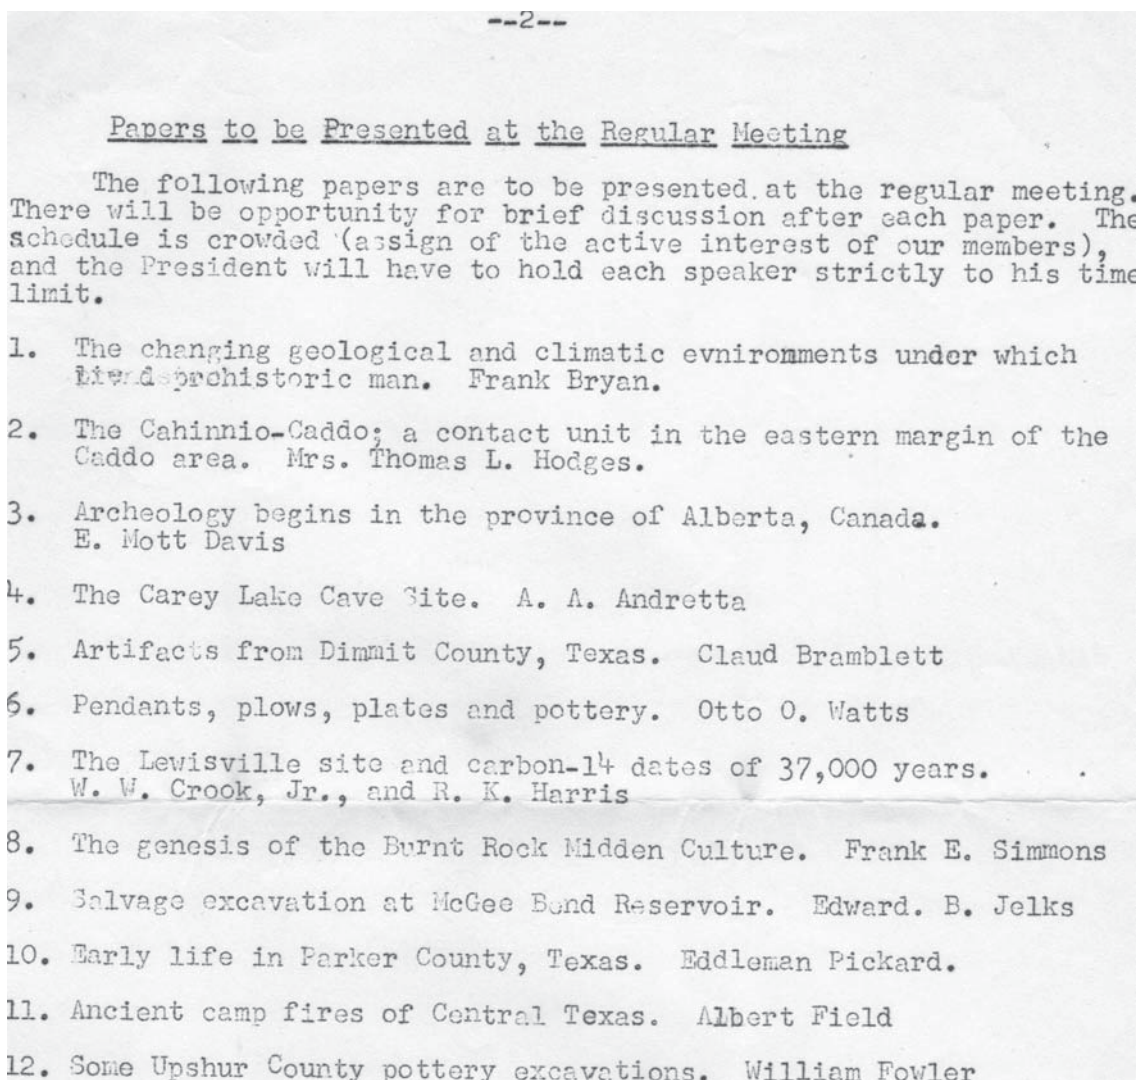 --2--
Papers to be Presented at the Regular Meeting
The following papers are to be presented.at the regular meeting.
There will be opportunity for brief discussion after each paper. The
schedule is crowded (assign of the active interest of our members),
and the President will have to hold each speaker strictly to his time
limit.
1. The changing geological and climatic evnironments under which
prehistoric man. Frank Bryan.
2. The Cahinnio-Caddo; a contact unit in the eastern margin of the
Caddo area. Mrs. Thomas L. Hodges.
3. Archeology begins in the province of Alberta, Canada.
E. Mott Davis
4. The Carey Lake Cave Site. A. A. Andretta
5. Artifacts from Dimmit County, Texas. Claud Bramblett
6. Pendants, plows, plates and pottery. Otto O. Watts
7. The Lewisville site and carbon-14 dates of 37,000 years.
W. W. Crook, Jr., and R. K. Harris
8. The genesis of the Burnt Rock Midden Culture. Frank E. Simmons
9. Salvage excavation at McGee Bend Reservoir. Edward. B. Jelks
10. Early life in Parker County, Texas. Eddleman Pickard.
11. Ancient camp fires of Central Texas. Albert Field
12. Some Upshur County pottery excavations. William Fowler